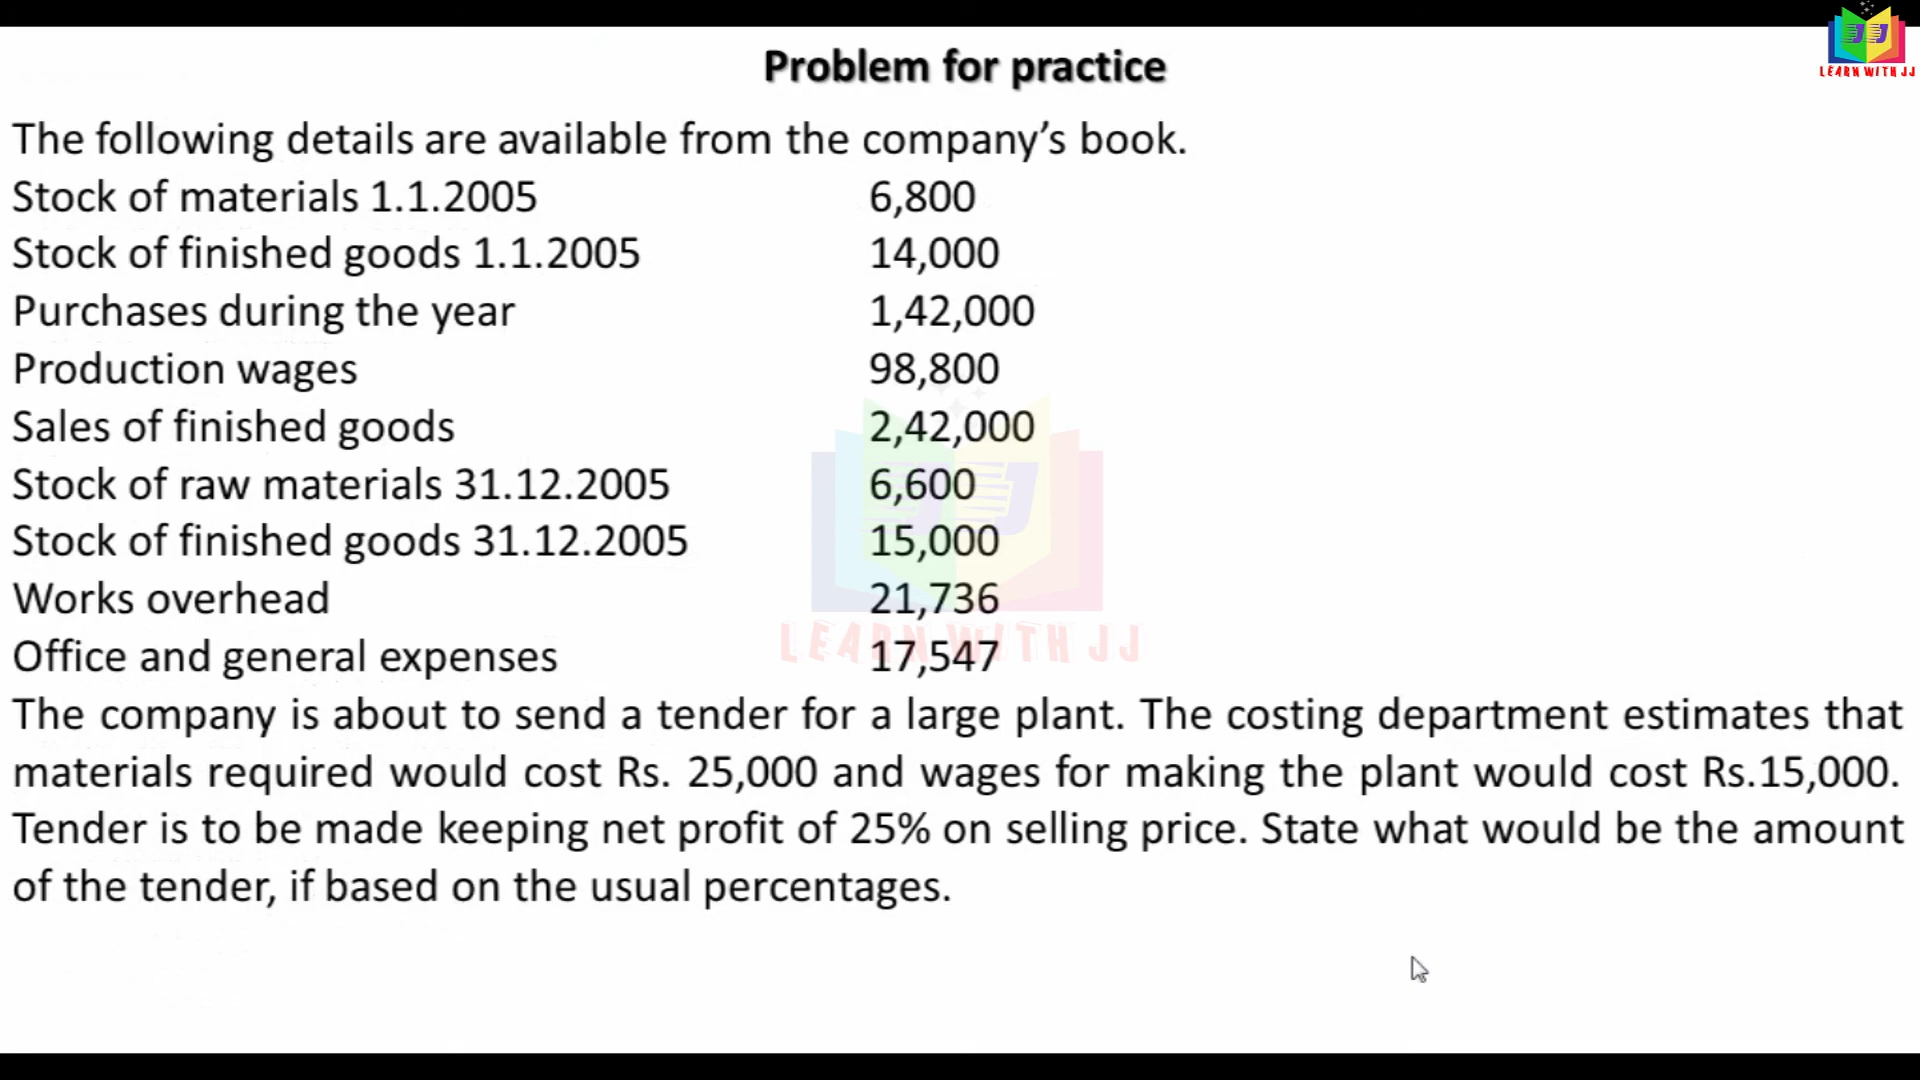 LEARN WITH JJ
Problem for practice
The following details are available from the company’s book.
Stock of materials 1.1.2005 6,800
Stock of finished goods 1.1.2005 14,000
Purchases during the year 1,42,000
Production wages 98,800
Sales of finished goods 2,42,000
Stock of raw materials 31.12.2005 6,600
Stock of finished goods 31.12.2005 15,000
Works overhead 21,736
Office and general expenses 17,547
LEARN WITH JJ
The company is about to send a tender for a large plant. The costing department estimates that
materials required would cost Rs. 25,000 and wages for making the plant would cost Rs.15,000.
Tender is to be made keeping net profit of 25% on selling price. State what would be the amount
of the tender, if based on the usual percentages.